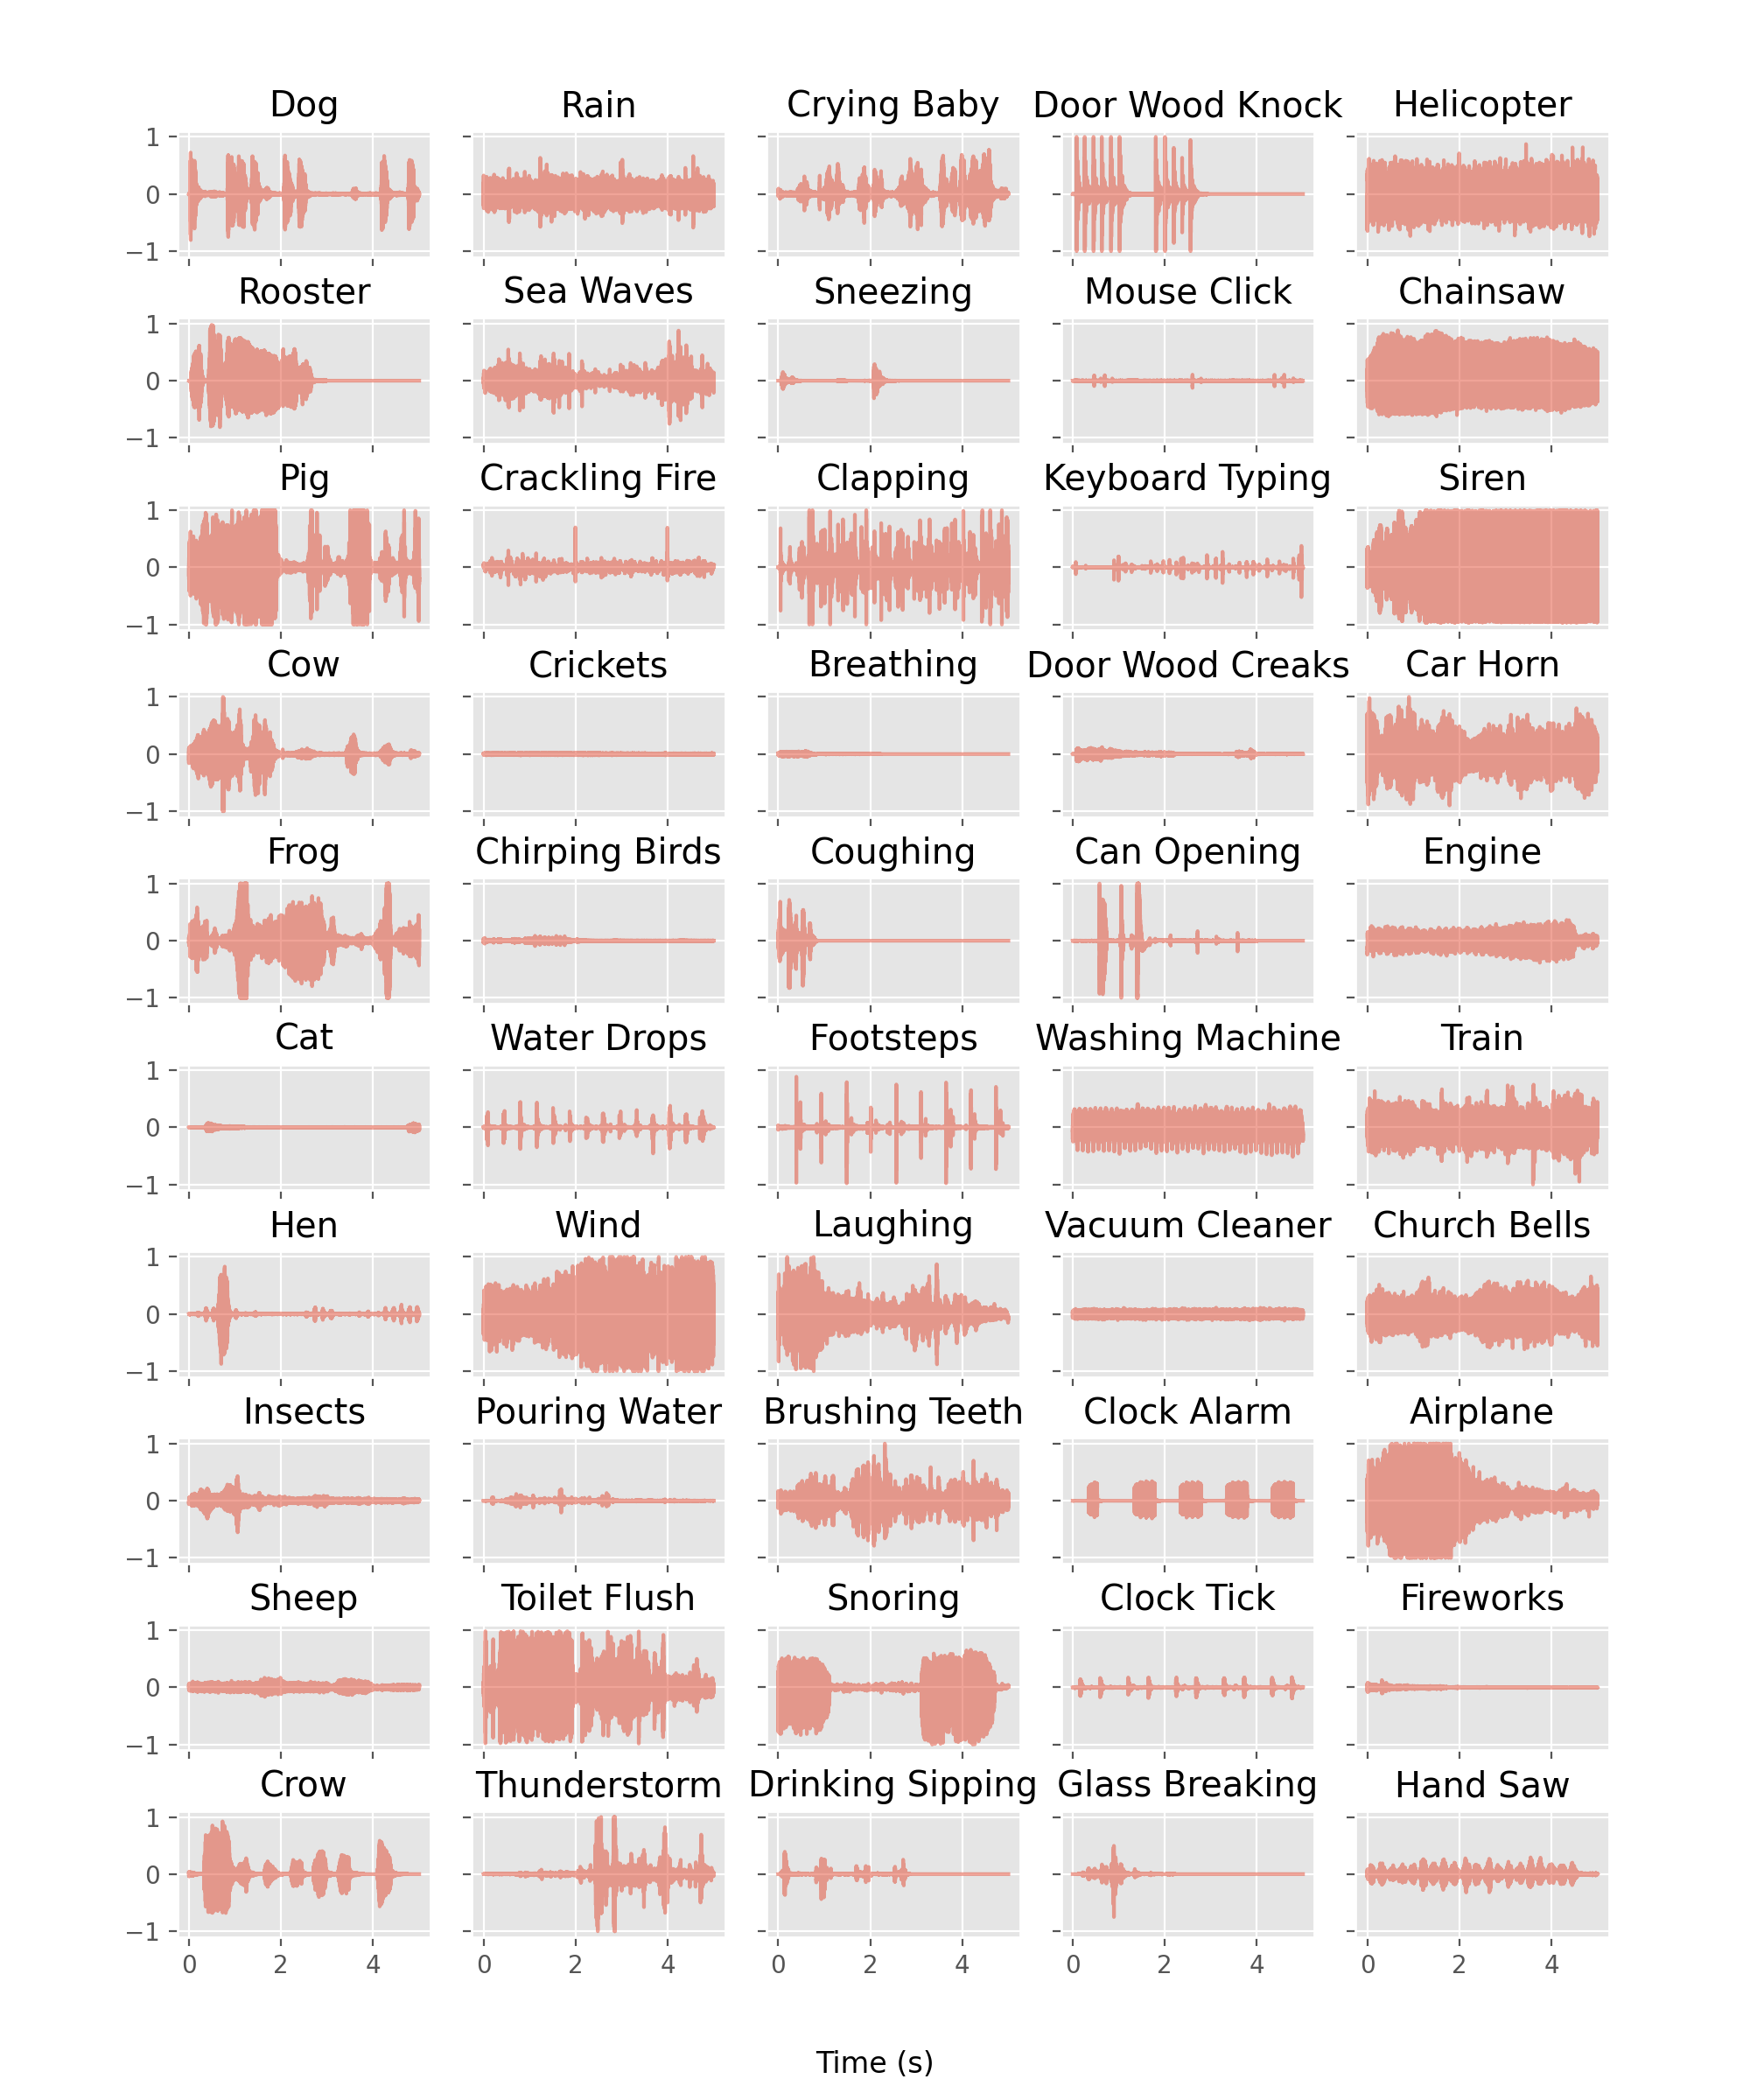 Dog Rain Crying Baby Door Wood Knock Helicopter
1
0
−1
Rooster Sea Waves Sneezing Mouse Click Chainsaw
1
0
−1
Pig Crackling Fire Clapping Keyboard Typing Siren
1
0
−1
Cow Crickets Breathing Door Wood Creaks Car Horn
1
0
−1
Frog Chirping Birds Coughing Can Opening Engine
1
0
−1
Cat Water Drops Footsteps Washing Machine Train
1
0
−1
Hen Wind Laughing Vacuum Cleaner Church Bells
1
0
−1
Insects Pouring Water Brushing Teeth Clock Alarm Airplane
1
0
−1
Sheep Toilet Flush Snoring Clock Tick Fireworks
1
0
−1
Crow Thunderstorm Drinking Sipping Glass Breaking Hand Saw
1
0
−1
0 2 4 0 2 4 0 2 4 0 2 4 0 2 4
Time (s)